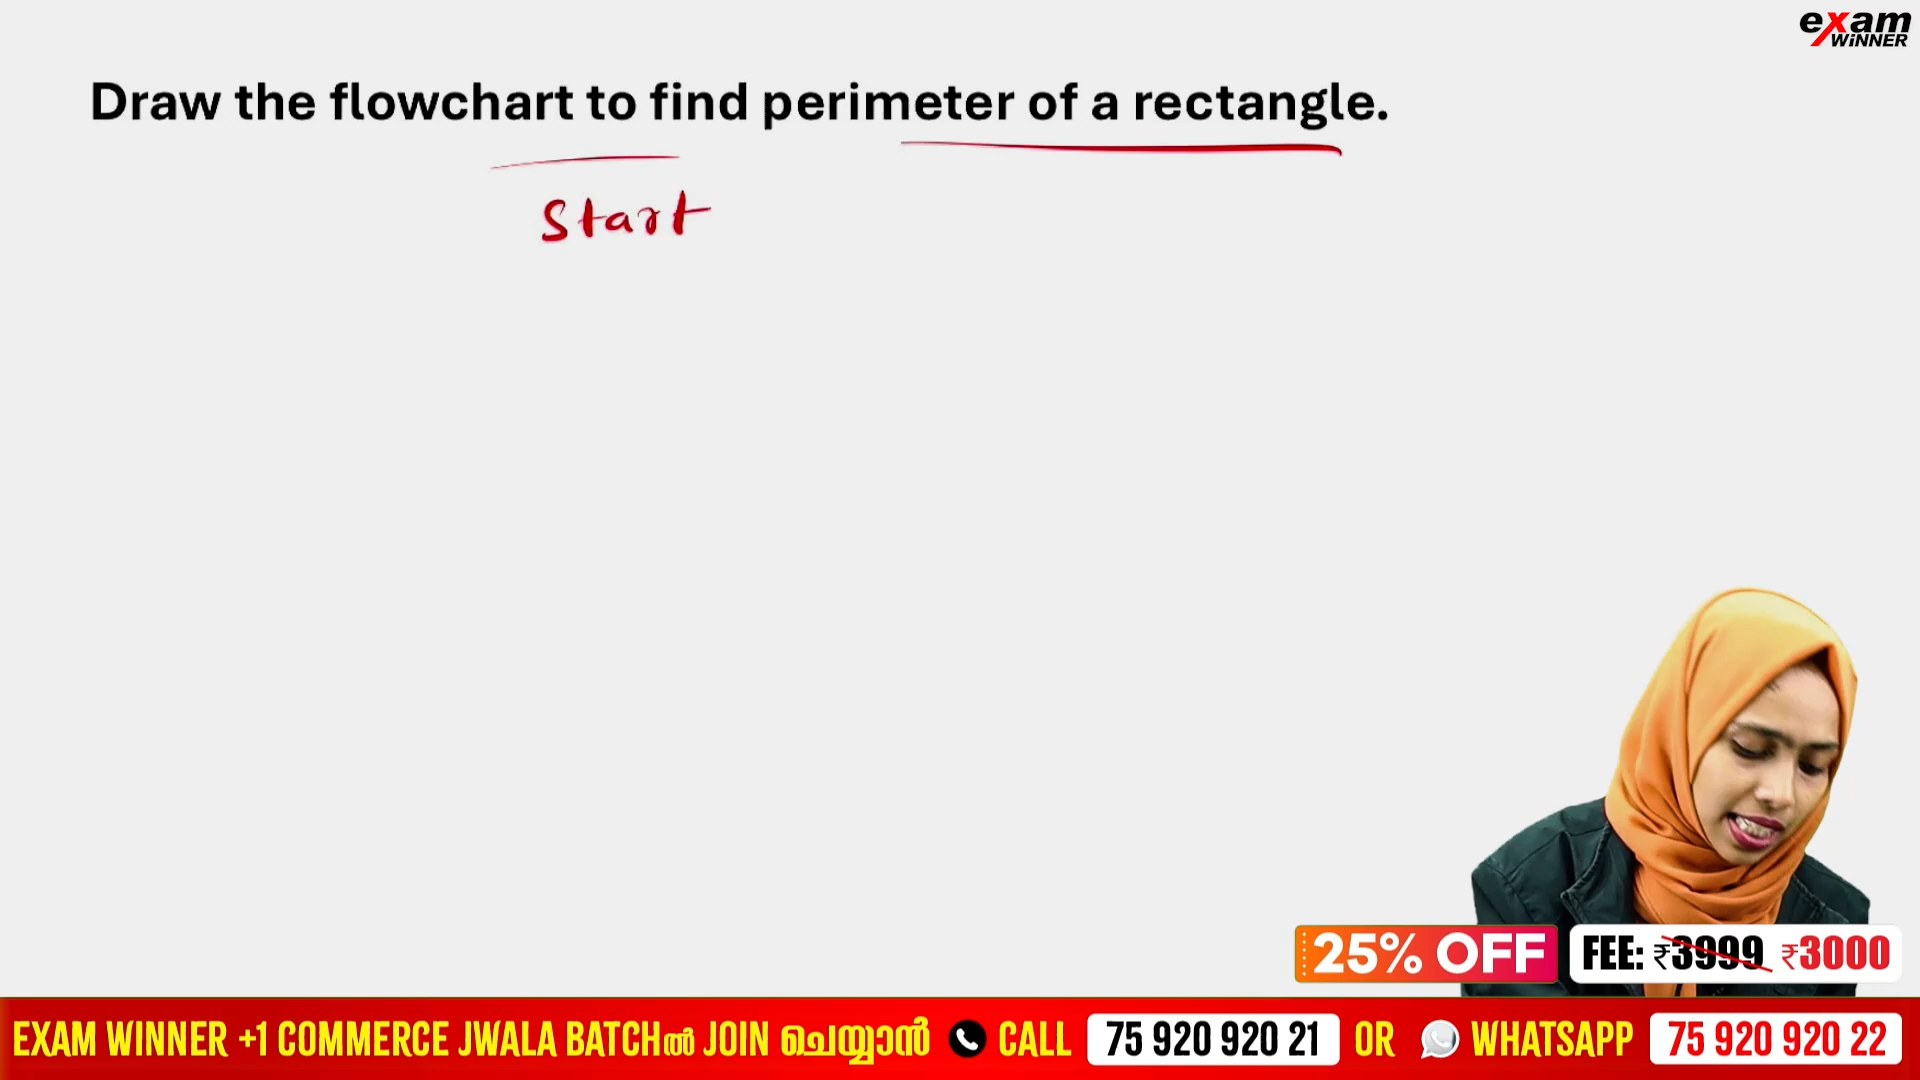 exam
WiNNER
Draw the flowchart to find perimeter of a rectangle.
Start
25% OFF FEE: ₹3999 ₹3000
EXAM WINNER +1 COMMERCE JWALA BATCHൽ JOIN ചെയ്യാൻ CALL 75 920 920 21 OR WHATSAPP 75 920 920 22